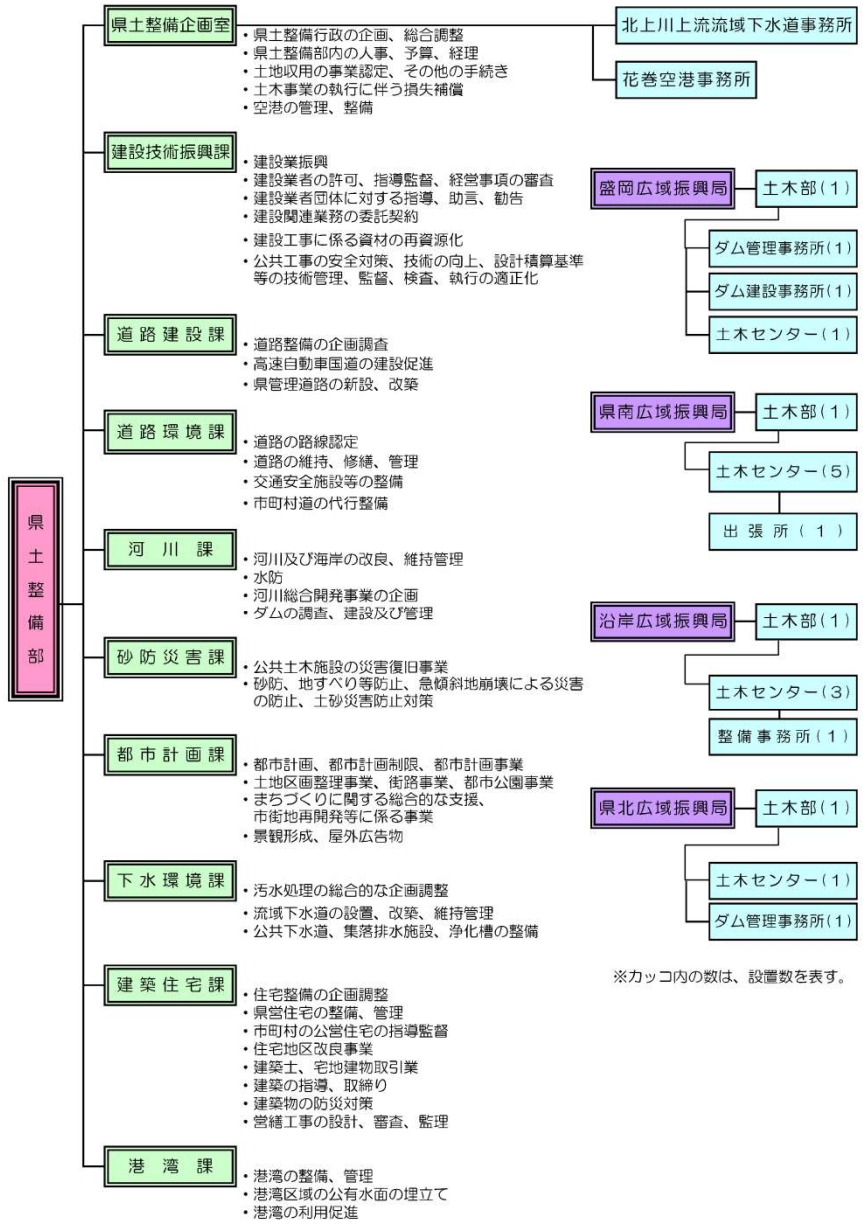 県土整備部
県土整備企画室
・県土整備行政の企画、総合調整
・県土整備部内の人事、予算、経理
・土地収用の事業認定、その他の手続き
・土木事業の執行に伴う損失補償
・空港の管理、整備
建設技術振興課
・建設業振興
・建設業者の許可、指導監督、経営事項の審査
・建設業者団体に対する指導、助言、勧告
・建設関連業務の委託契約
・建設工事に係る資材の再資源化
・公共工事の安全対策、技術の向上、設計積算基準
等の技術管理、監督、検査、執行の適正化
道路建設課
・道路整備の企画調査
・高速自動車国道の建設促進
・県管理道路の新設、改築
道路環境課
・道路の路線認定
・道路の維持、修繕、管理
・交通安全施設等の整備
・市町村道の代行整備
河川課
・河川及び海岸の改良、維持管理
・水防
・河川総合開発事業の企画
・ダムの調査、建設及び管理
砂防災害課
・公共土木施設の災害復旧事業
・砂防、地すべり等防止、急傾斜地崩壊による災害
の防止、土砂災害防止対策
都市計画課
・都市計画、都市計画制限、都市計画事業
・土地区画整理事業、街路事業、都市公園事業
・まちづくりに関する総合的な支援、
市街地再開発等に係る事業
・景観形成、屋外広告物
下水環境課
・汚水処理の総合的な企画調整
・流域下水道の設置、改築、維持管理
・公共下水道、集落排水施設、浄化槽の整備
建築住宅課
・住宅整備の企画調整
・県営住宅の整備、管理
・市町村の公営住宅の指導監督
・住宅地区改良事業
・建築士、宅地建物取引業
・建築の指導、取締り
・建築物の防災対策
・営繕工事の設計、審査、監理
港湾課
・港湾の整備、管理
・港湾区域の公有水面の埋立て
・港湾の利用促進
北上川上流流域下水道事務所
花巻空港事務所
盛岡広域振興局
土木部(1)
ダム管理事務所(1)
ダム建設事務所(1)
土木センター(1)
県南広域振興局
土木部(1)
土木センター(5)
出張所(1)
沿岸広域振興局
土木部(1)
土木センター(3)
整備事務所(1)
県北広域振興局
土木部(1)
土木センター(1)
ダム管理事務所(1)
※カッコ内の数は、設置数を表す。